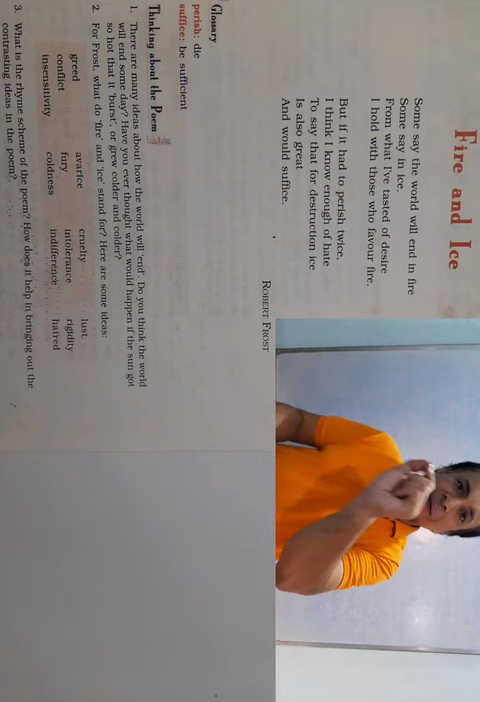 Fire and Ice
Some say the world will end in fire
Some say in ice.
From what I've tasted of desire
I hold with those who favour fire.
But if it had to perish twice,
I think I know enough of hate
To say that for destruction ice
Is also great
And would suffice.
ROBERT FROST
Glossary
perish: die
suffice: be sufficient
Thinking about the Poem
1. There are many ideas about how the world will 'end'. Do you think the world
will end some day? Have you ever thought what would happen if the sun got
so hot that it 'burst', or grew colder and colder?
2. For Frost, what do 'fire' and 'ice' stand for? Here are some ideas:
greed avarice cruelty lust
conflict fury intolerance rigidity
insensitivity coldness indifference hatred
3. What is the rhyme scheme of the poem? How does it help in bringing out the
contrasting ideas in the poem?